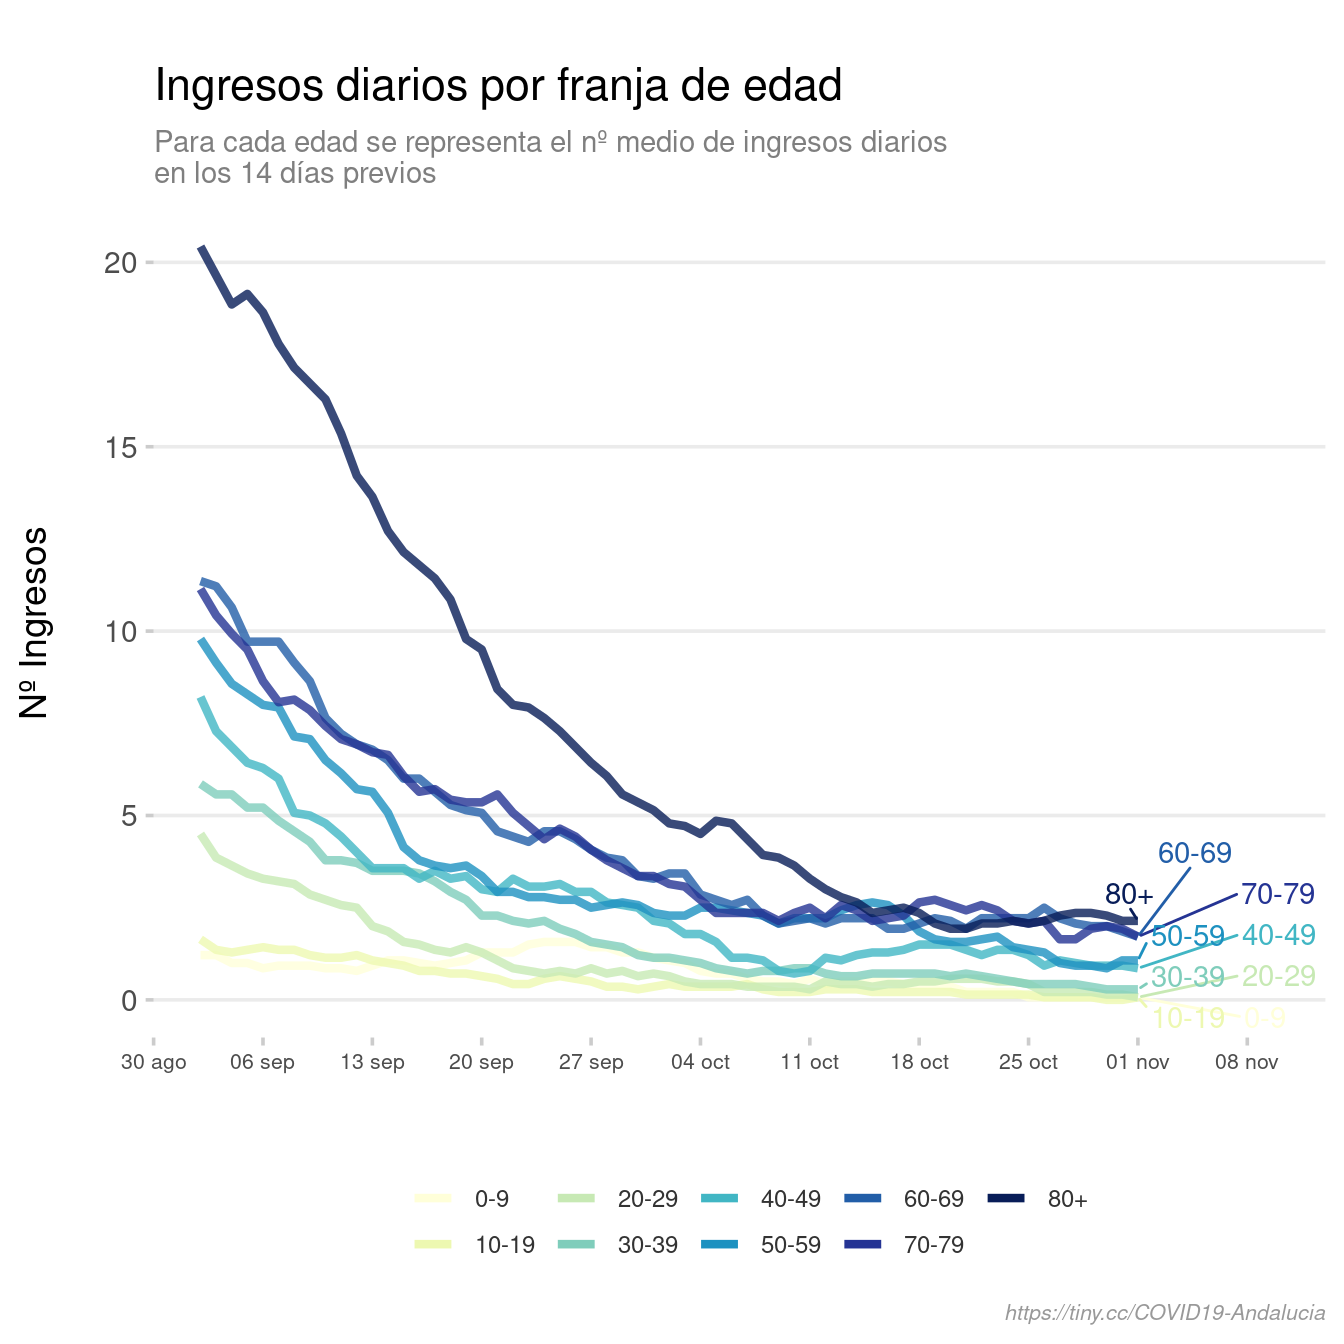 Ingresos diarios por franja de edad
Para cada edad se representa el nº medio de ingresos diarios
en los 14 días previos
Nº Ingresos
20
15
10
5
0
60-69
80+
70-79
50-59
40-49
30-39
20-29
10-19
0-9
30 ago
06 sep
13 sep
20 sep
27 sep
04 oct
11 oct
18 oct
25 oct
01 nov
08 nov
0-9
20-29
40-49
60-69
80+
10-19
30-39
50-59
70-79
https://tiny.cc/COVID19-Andalucia